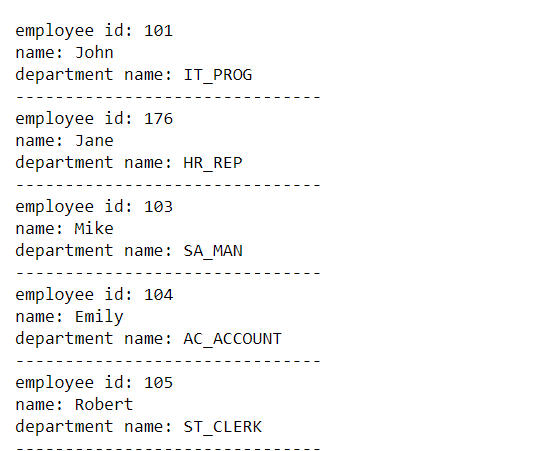 employee id: 101
name: John
department name: IT_PROG
-------------------------------
employee id: 176
name: Jane
department name: HR_REP
-------------------------------
employee id: 103
name: Mike
department name: SA_MAN
-------------------------------
employee id: 104
name: Emily
department name: AC_ACCOUNT
-------------------------------
employee id: 105
name: Robert
department name: ST_CLERK
-------------------------------